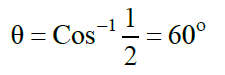 θ = Cos⁻¹ 1/2 = 60°